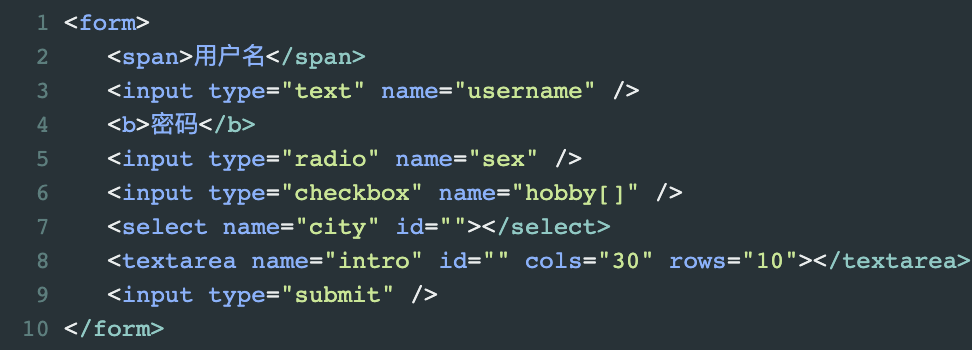 1 <form>
2 <span>用户名</span>
3 <input type="text" name="username" />
4 <b>密码</b>
5 <input type="radio" name="sex" />
6 <input type="checkbox" name="hobby[]" />
7 <select name="city" id=""></select>
8 <textarea name="intro" id="" cols="30" rows="10"></textarea>
9 <input type="submit" />
10 </form>